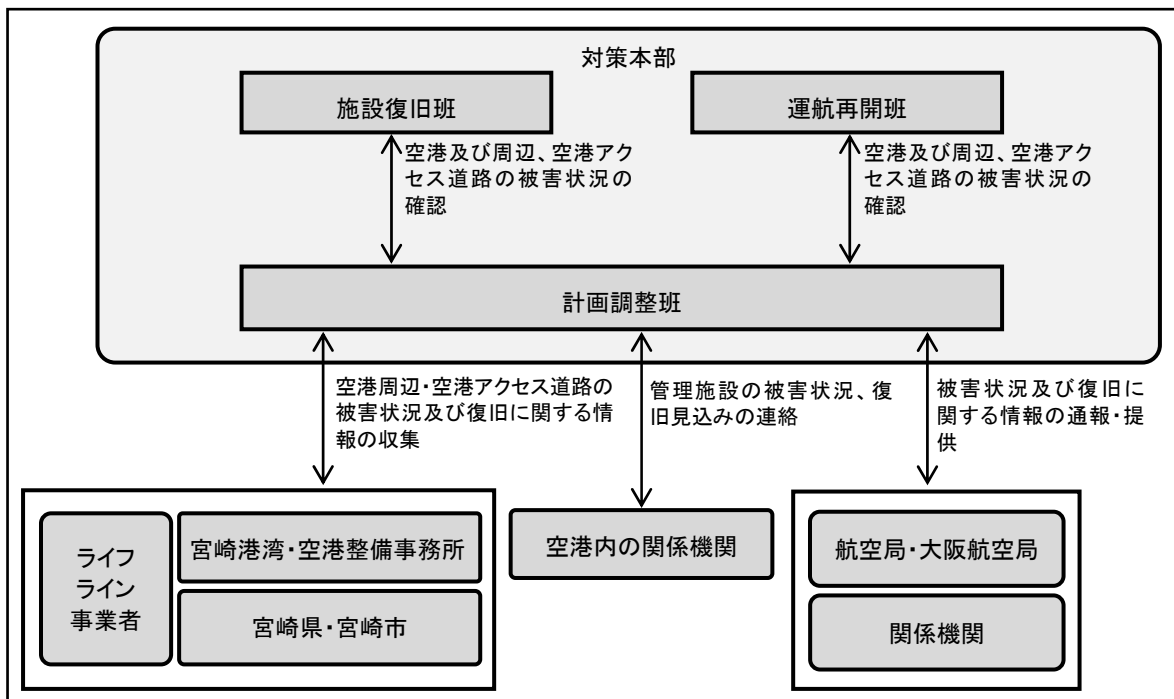 対策本部
施設復旧班
運航再開班
空港及び周辺、空港アク
セス道路の被害状況の
確認
空港及び周辺、空港アク
セス道路の被害状況の
確認
計画調整班
空港周辺・空港アクセス道路の
被害状況及び復旧に関する情
報の収集
管理施設の被害状況、復
旧見込みの連絡
被害状況及び復旧に
関する情報の通報・提
供
ライフ
ライン
事業者
宮崎港湾・空港整備事務所
宮崎県・宮崎市
空港内の関係機関
航空局・大阪航空局
関係機関